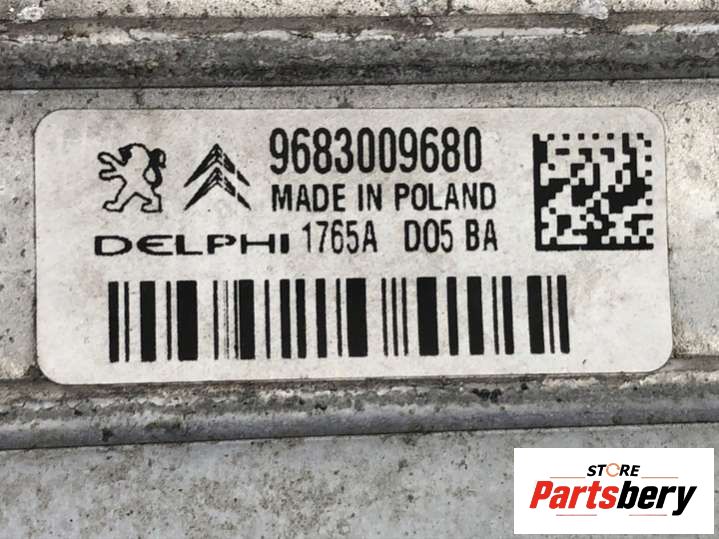 9683009680
MADE IN POLAND
DELPHI 1765A D05 BA
STORE
Partsbery